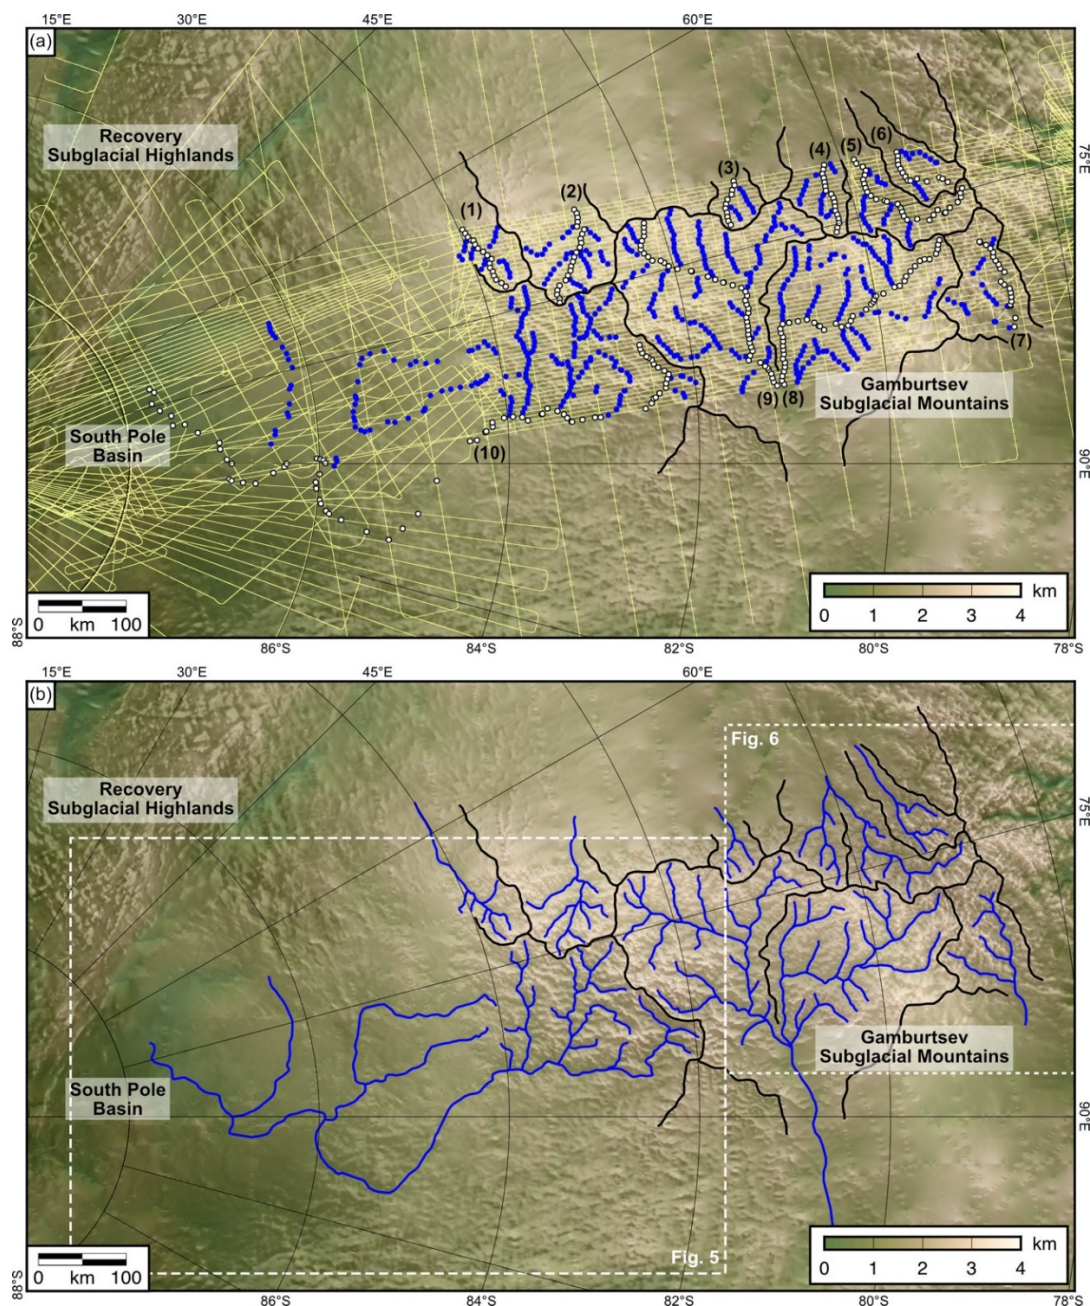 15°E 30°E 45°E 60°E
(a)
Recovery
Subglacial Highlands
75°E
(6)
(5)
(4)
(3)
(2)
(1)
(7)
Gamburtsev
Subglacial Mountains
(9) (8)
South Pole
Basin
(10)
90°E
km
0 1 2 3 4
0 km 100
88°S
86°S 84°S 82°S 80°S 78°S
15°E 30°E 45°E 60°E
(b)
Fig. 6
Recovery
Subglacial Highlands
75°E
Gamburtsev
Subglacial Mountains
South Pole
Basin
90°E
Fig. 5
km
0 1 2 3 4
0 km 100
88°S
86°S 84°S 82°S 80°S 78°S